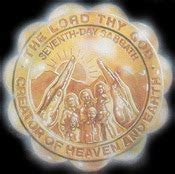 THE LORD THY GOD
SEVENTH-DAY SABBATH
CREATOR OF HEAVEN AND EARTH